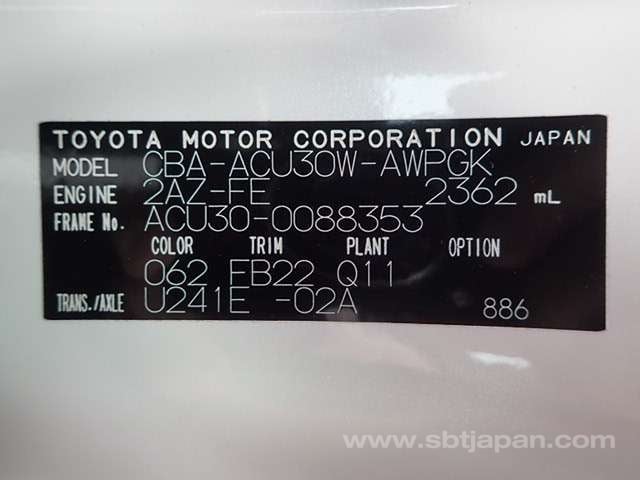 TOYOTA MOTOR CORPORATION JAPAN
MODEL CBA-ACU30W-AWPGK
ENGINE 2AZ-FE 2362 mL
FRAME No. ACU30-0088353
COLOR TRIM PLANT OPTION
062 FB22 Q11
TRANS./AXLE U241E -02A 886
www.sbtjapan.com